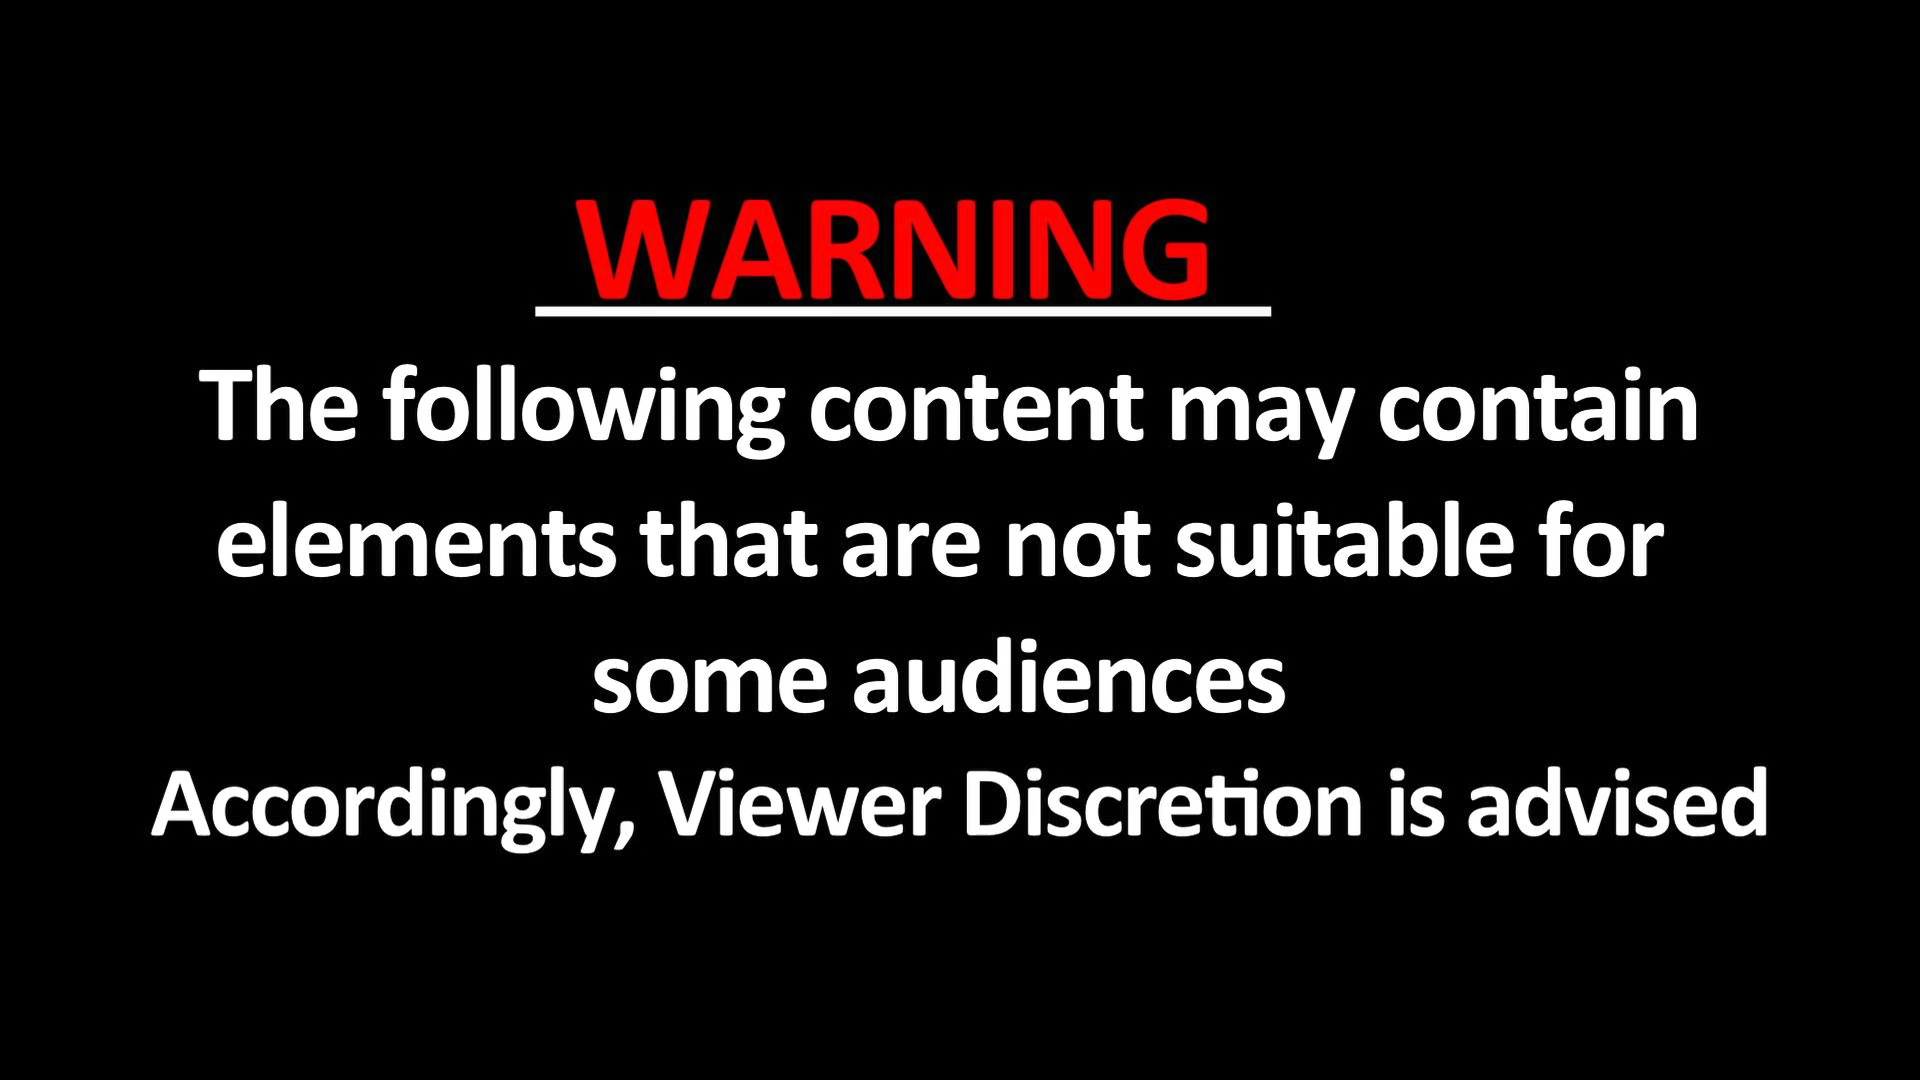 WARNING
The following content may contain
elements that are not suitable for
some audiences
Accordingly, Viewer Discretion is advised